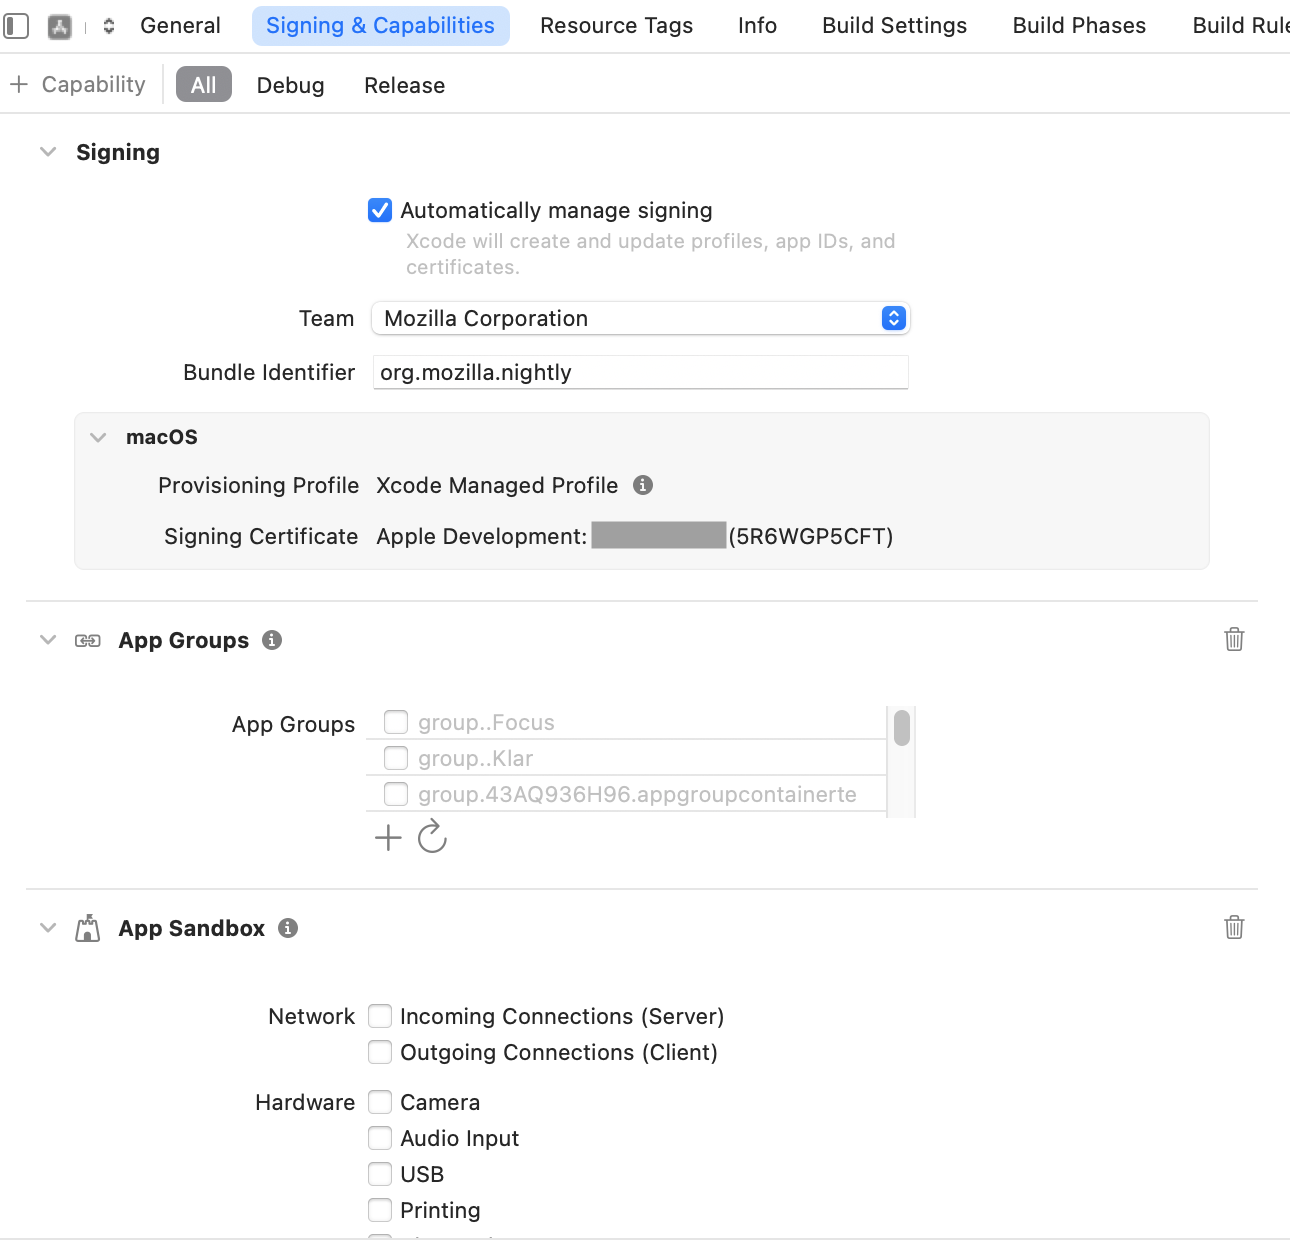 General Signing & Capabilities Resource Tags Info Build Settings Build Phases Build Rule
Capability All Debug Release
Signing
Automatically manage signing
Xcode will create and update profiles, app IDs, and
certificates.
Team Mozilla Corporation
Bundle Identifier org.mozilla.nightly
macOS
Provisioning Profile Xcode Managed Profile
Signing Certificate Apple Development: (5R6WGP5CFT)
App Groups
App Groups group..Focus
group..Klar
group.43AQ936H96.appgroupcontainerte
App Sandbox
Network Incoming Connections (Server)
Outgoing Connections (Client)
Hardware Camera
Audio Input
USB
Printing